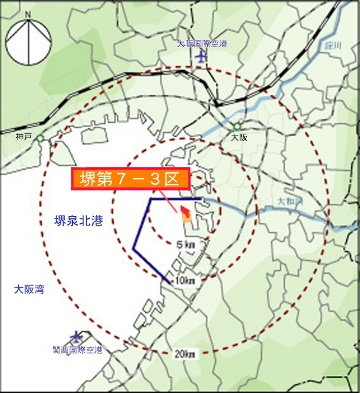 N
大阪国際空港
淀川
神戸
大阪
堺第7-3区
大和川
堺泉北港
5km
10km
大阪湾
関西国際空港
20km